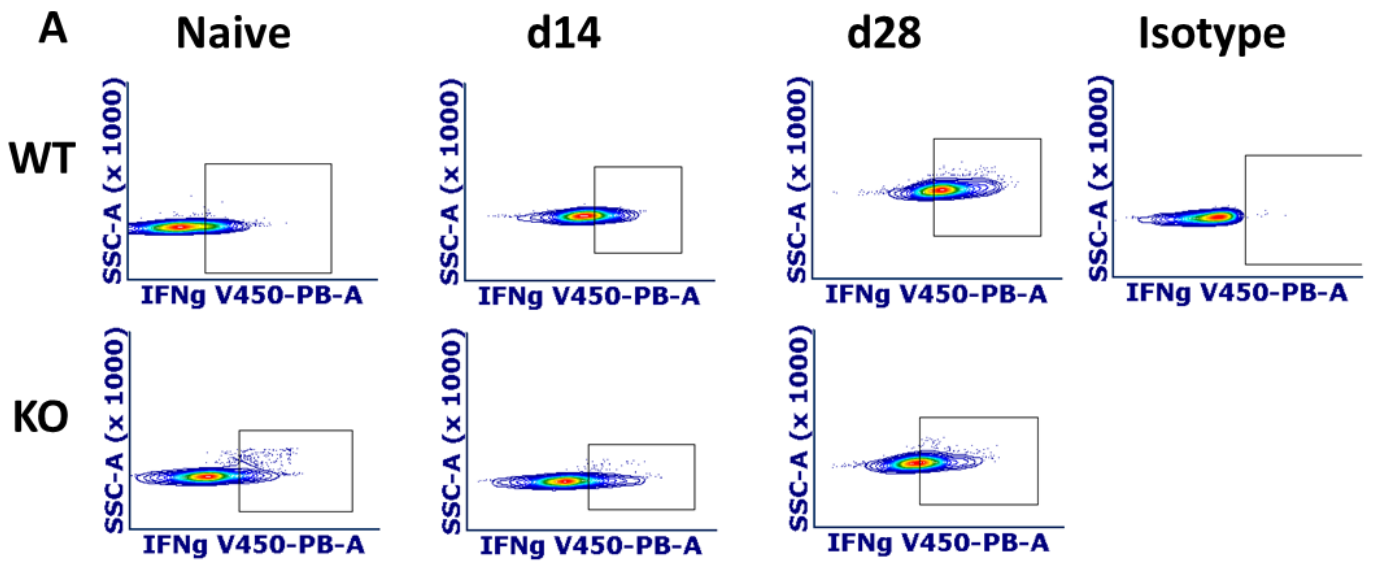 A
Naive
d14
d28
Isotype
WT
SSC-A (x 1000)
IFNg V450-PB-A
SSC-A (x 1000)
IFNg V450-PB-A
SSC-A (x 1000)
IFNg V450-PB-A
SSC-A (x 1000)
IFNg V450-PB-A
KO
SSC-A (x 1000)
IFNg V450-PB-A
SSC-A (x 1000)
IFNg V450-PB-A
SSC-A (x 1000)
IFNg V450-PB-A